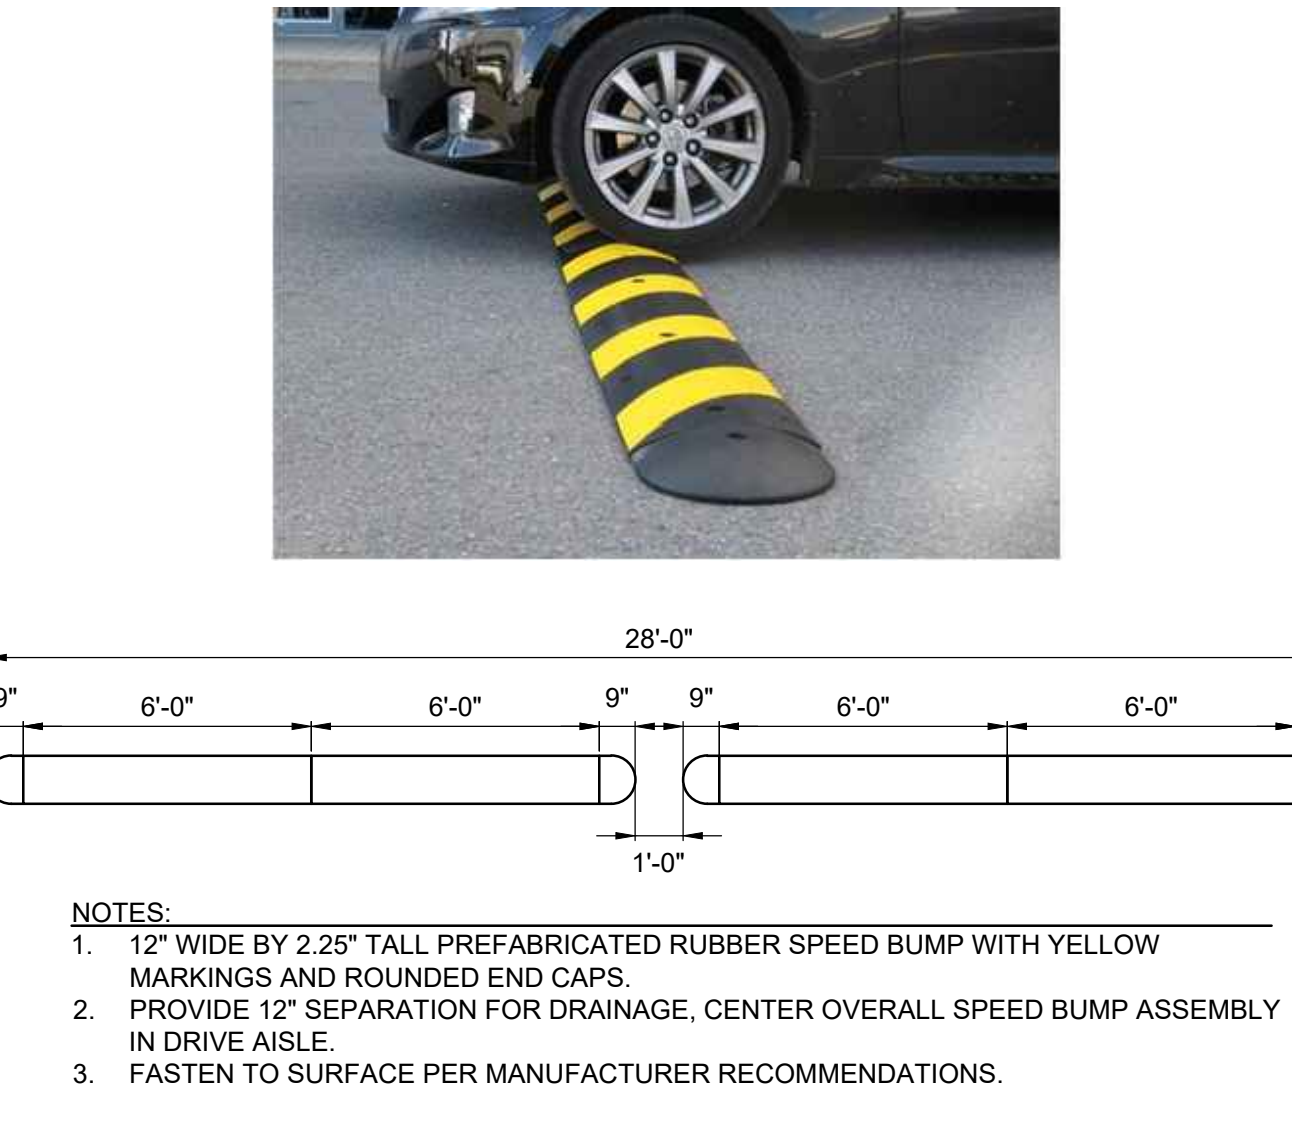 28'-0"
9" 6'-0" 6'-0" 9" 9" 6'-0" 6'-0"
1'-0"
NOTES:
1. 12" WIDE BY 2.25" TALL PREFABRICATED RUBBER SPEED BUMP WITH YELLOW
MARKINGS AND ROUNDED END CAPS.
2. PROVIDE 12" SEPARATION FOR DRAINAGE, CENTER OVERALL SPEED BUMP ASSEMBLY
IN DRIVE AISLE.
3. FASTEN TO SURFACE PER MANUFACTURER RECOMMENDATIONS.